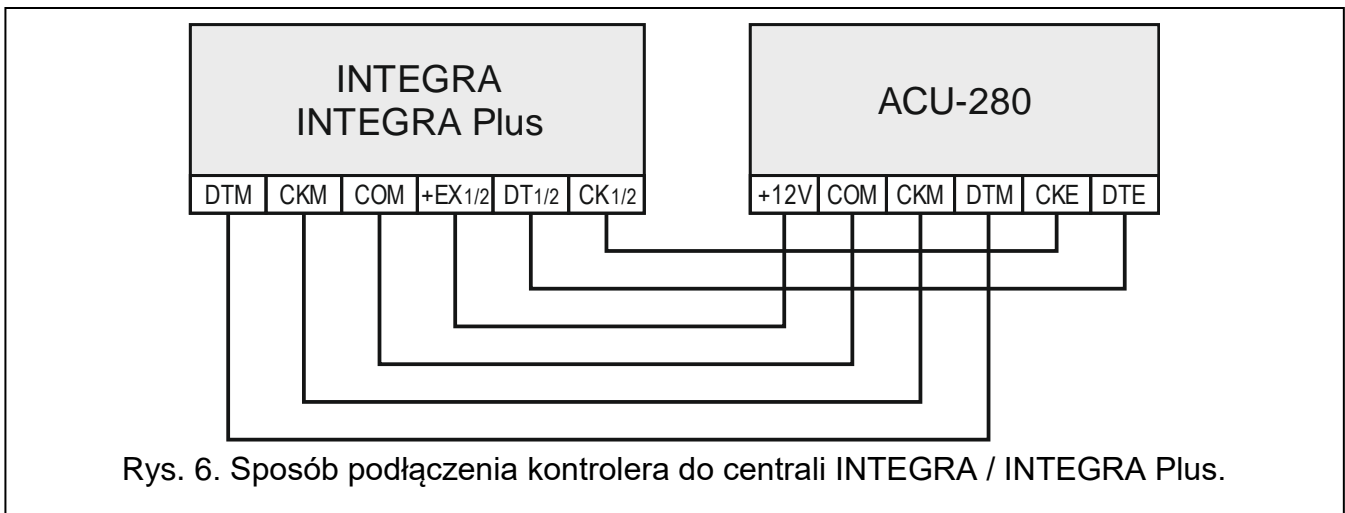 INTEGRA
INTEGRA Plus
ACU-280
DTM CKM COM +EX1/2 DT1/2 CK1/2
+12V COM CKM DTM CKE DTE
Rys. 6. Sposób podłączenia kontrolera do centrali INTEGRA / INTEGRA Plus.